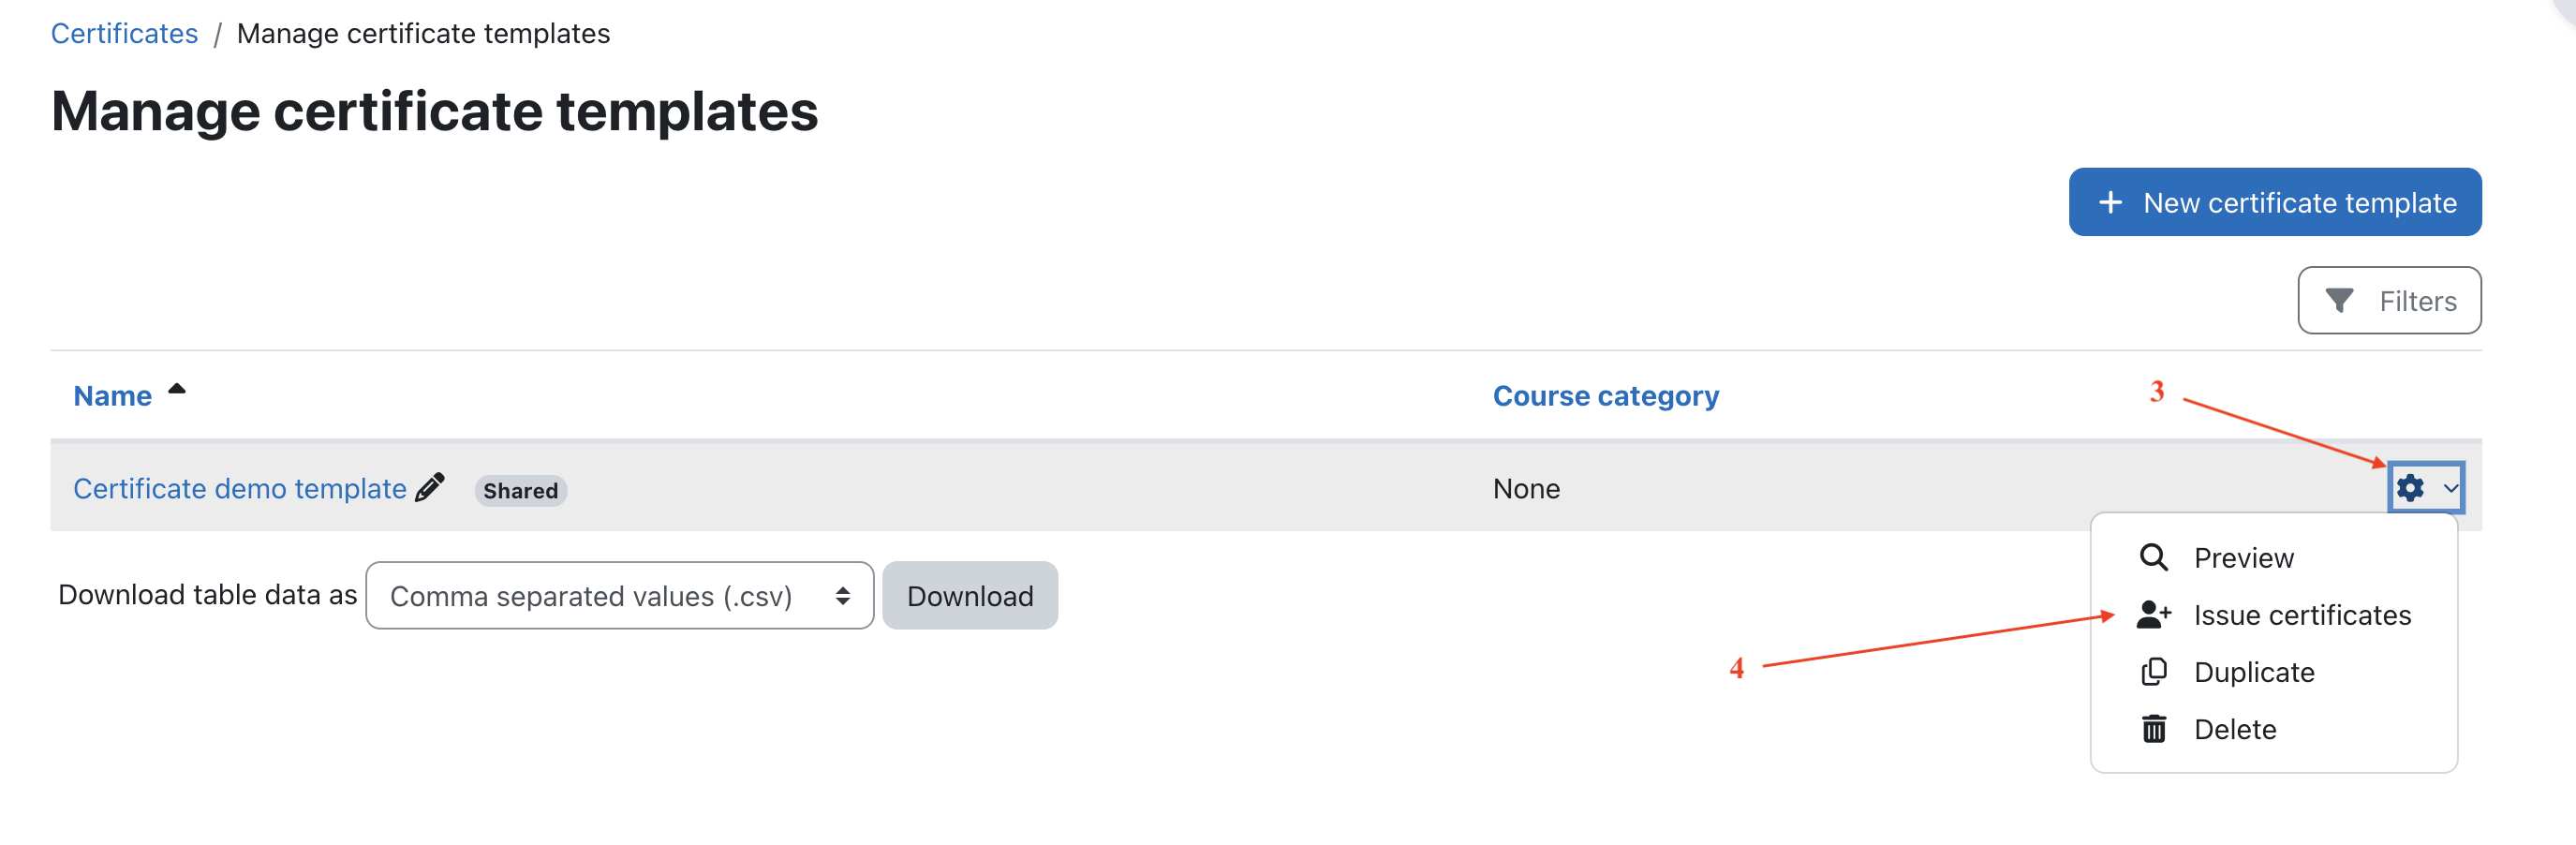 Certificates / Manage certificate templates
Manage certificate templates
+ New certificate template
Filters
Name Course category
3
Certificate demo template Shared None
Preview
Download table data as Comma separated values (.csv) Download
Issue certificates
4
Duplicate
Delete